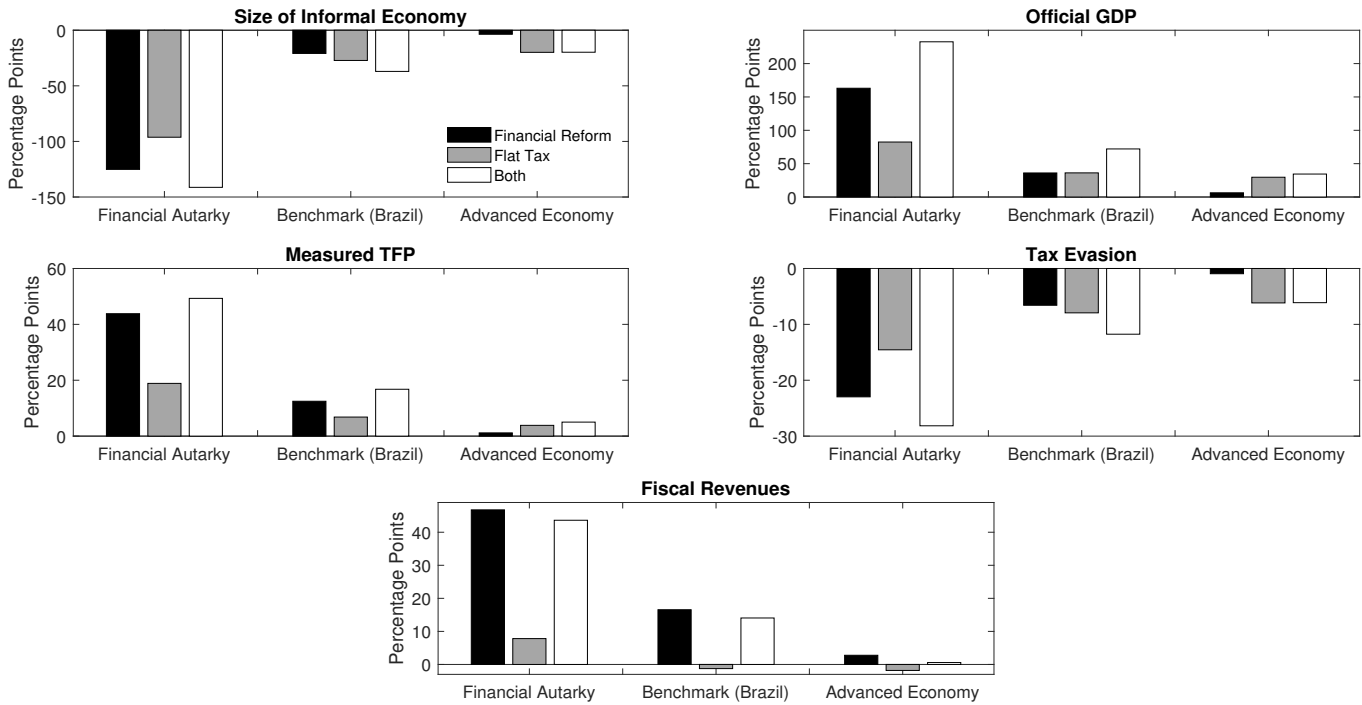 Size of Informal Economy
Percentage Points
0
-50
-100
-150
Financial Reform
Flat Tax
Both
Financial Autarky Benchmark (Brazil) Advanced Economy
Official GDP
Percentage Points
200
150
100
50
0
Financial Autarky Benchmark (Brazil) Advanced Economy
Measured TFP
Percentage Points
60
40
20
0
Financial Autarky Benchmark (Brazil) Advanced Economy
Tax Evasion
Percentage Points
0
-10
-20
-30
Financial Autarky Benchmark (Brazil) Advanced Economy
Fiscal Revenues
Percentage Points
40
30
20
10
0
Financial Autarky Benchmark (Brazil) Advanced Economy